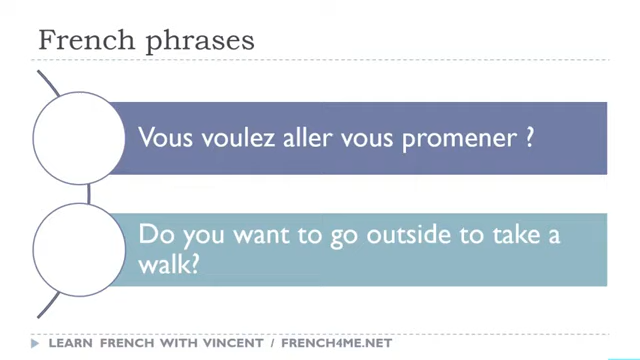 French phrases
Vous voulez aller vous promener ?
Do you want to go outside to take a
walk?
LEARN FRENCH WITH VINCENT / FRENCH4ME.NET